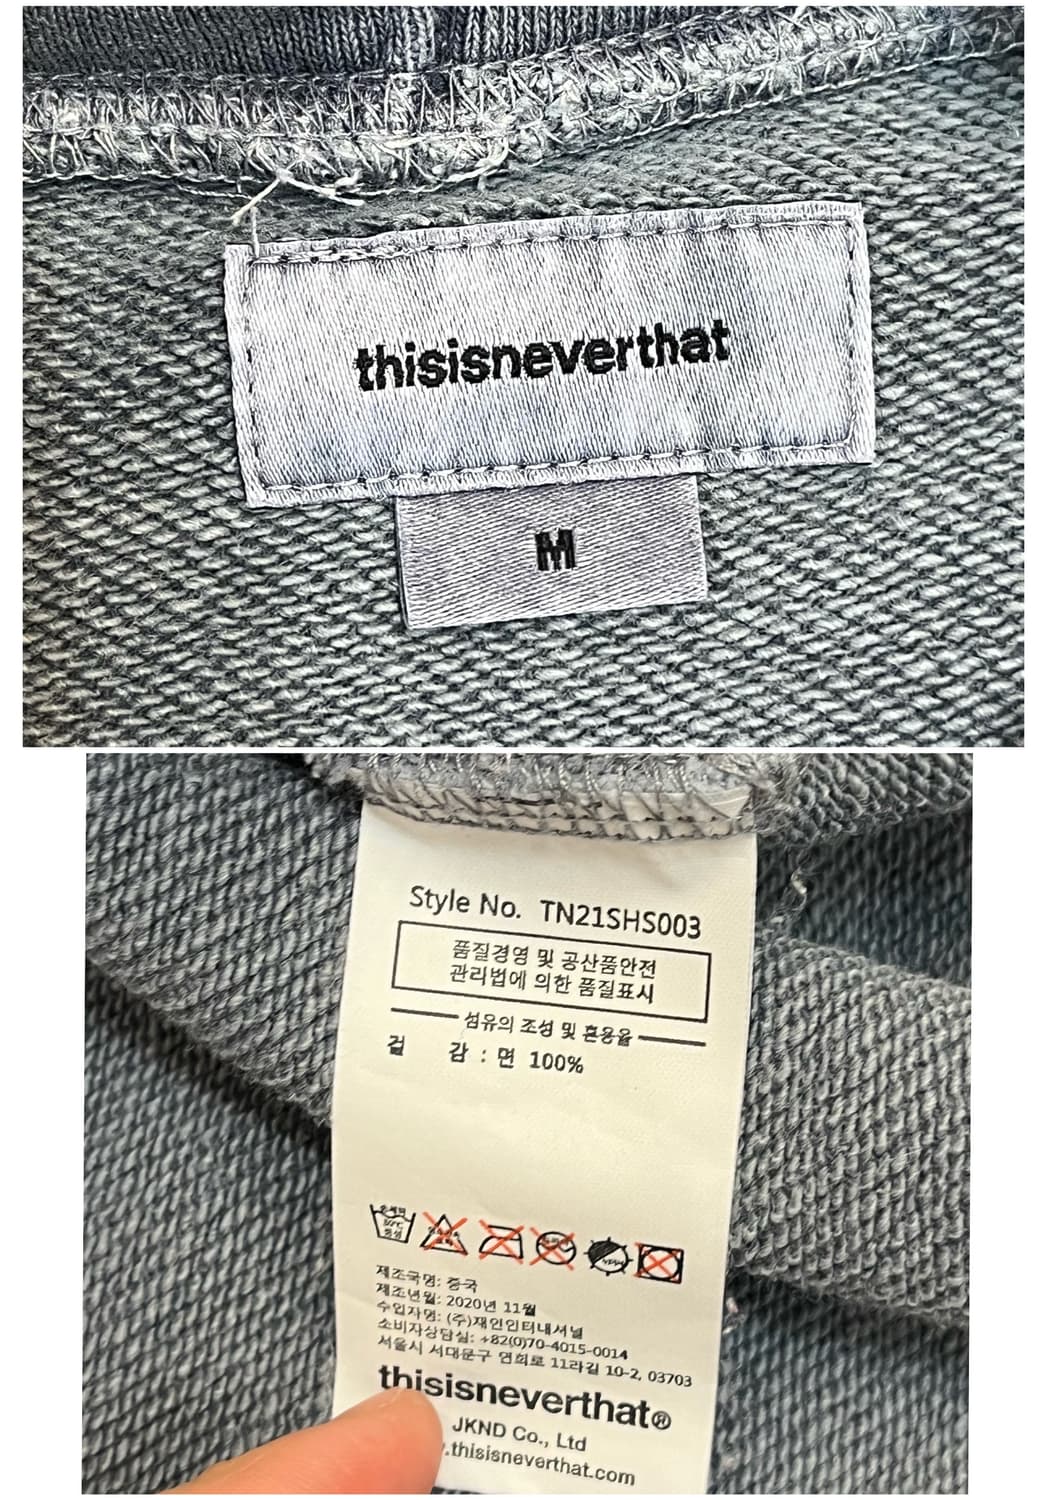 thisisneverthat
M
Style No. TN21SHS003
품질경영 및 공산품안전
관리법에 의한 품질표시
섬유의 조성 및 혼용율
겉 감 : 면 100%
30℃
중성
제조국명: 중국
제조년월: 2020년 11월
수입자명: (주)재인인터내셔널
소비자상담실: +82(0)70-4015-0014
서울시 서대문구 연희로 11라길 10-2, 03703
thisisneverthat®
JKND Co., Ltd
.thisisneverthat.com